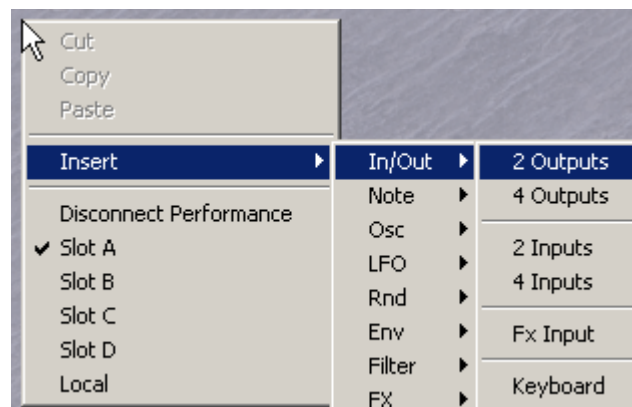 Cut
Copy
Paste
Insert
Disconnect Performance
Slot A
Slot B
Slot C
Slot D
Local
In/Out
Note
Osc
LFO
Rnd
Env
Filter
FX
2 Outputs
4 Outputs
2 Inputs
4 Inputs
Fx Input
Keyboard